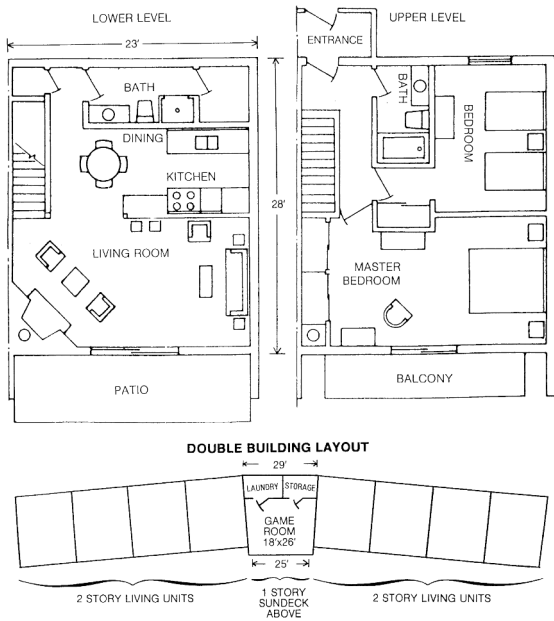 LOWER LEVEL
UPPER LEVEL
23'
ENTRANCE
BATH
BATH
BEDROOM
DINING
KITCHEN
28'
LIVING ROOM
MASTER
BEDROOM
PATIO
BALCONY
DOUBLE BUILDING LAYOUT
29'
LAUNDRY
STORAGE
GAME
ROOM
18'x26'
25'
2 STORY LIVING UNITS
1 STORY
SUNDECK
ABOVE
2 STORY LIVING UNITS